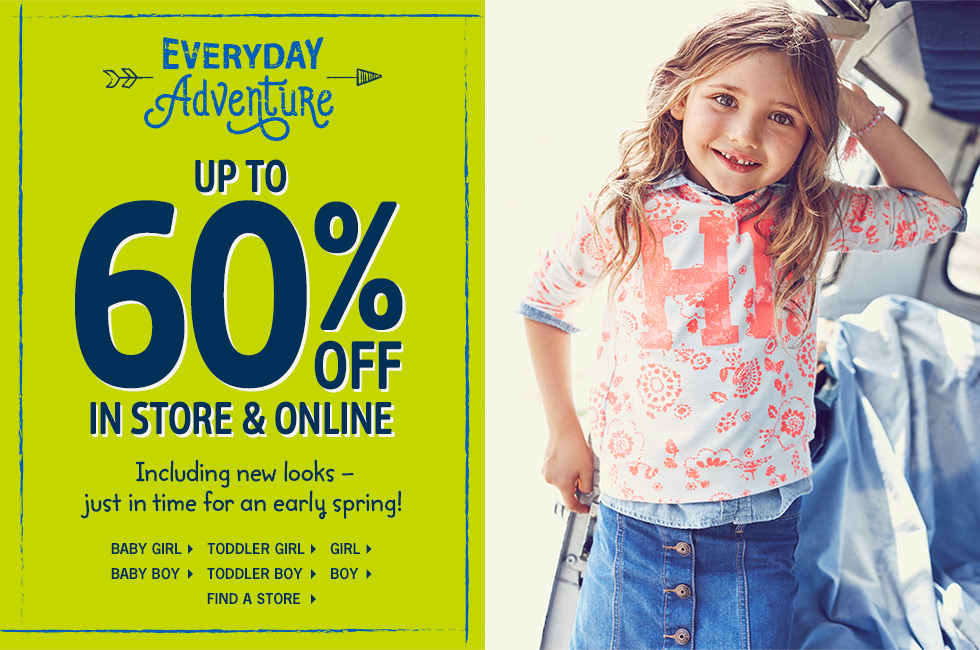 EVERYDAY
Adventure
UP TO
60%
OFF
IN STORE & ONLINE
Including new looks –
just in time for an early spring!
BABY GIRL TODDLER GIRL GIRL
BABY BOY TODDLER BOY BOY
FIND A STORE
H